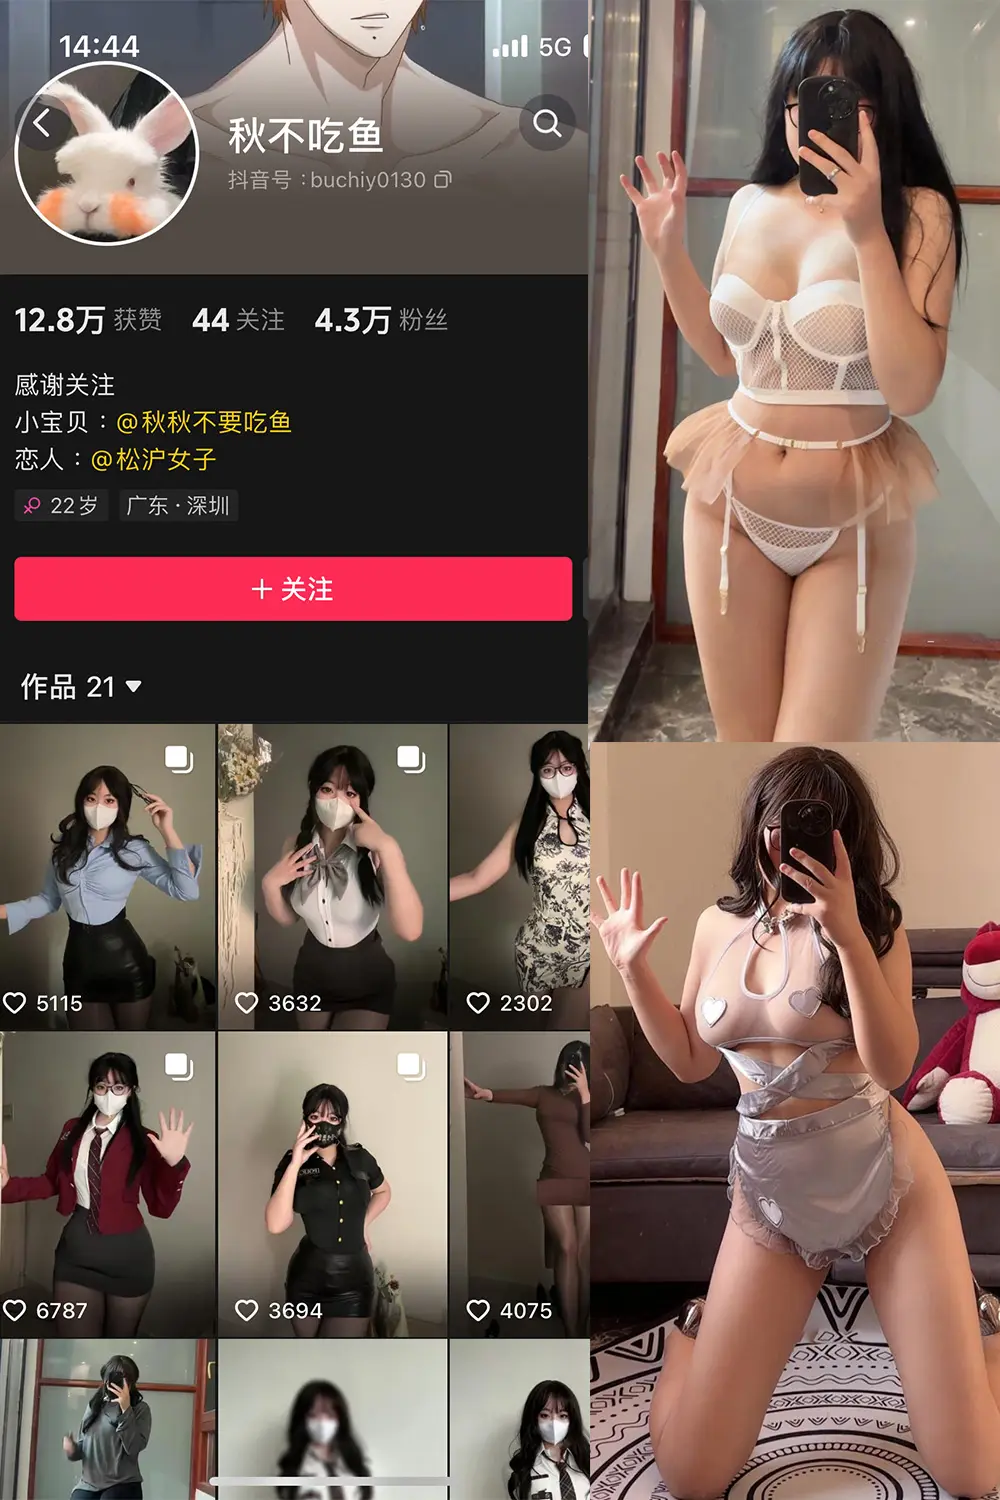 14:44
5G
秋不吃鱼
抖音号：buchiy0130
12.8万 获赞 44 关注 4.3万 粉丝
感谢关注
小宝贝：@秋秋不要吃鱼
恋人：@松沪女子
22岁 广东·深圳
+ 关注
作品 21
5115 3632 2302
6787 3694 4075